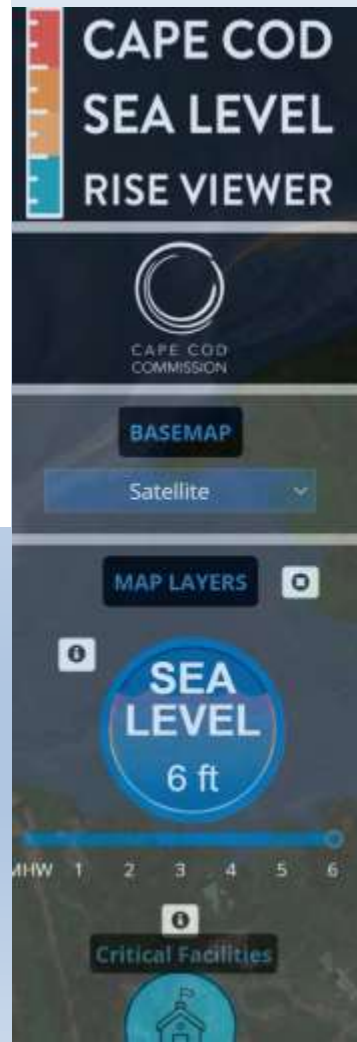 CAPE COD
SEA LEVEL
RISE VIEWER
CAPE COD
COMMISSION
BASEMAP
Satellite
MAP LAYERS
SEA
LEVEL
6 ft
MHW 1 2 3 4 5 6
Critical Facilities